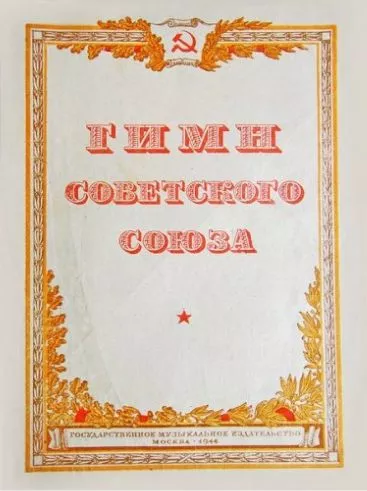 ГИМН
СОВЕТСКОГО
СОЮЗА
ГОСУДАРСТВЕННОЕ МУЗЫКАЛЬНОЕ ИЗДАТЕЛЬСТВО
МОСКВА · 1944